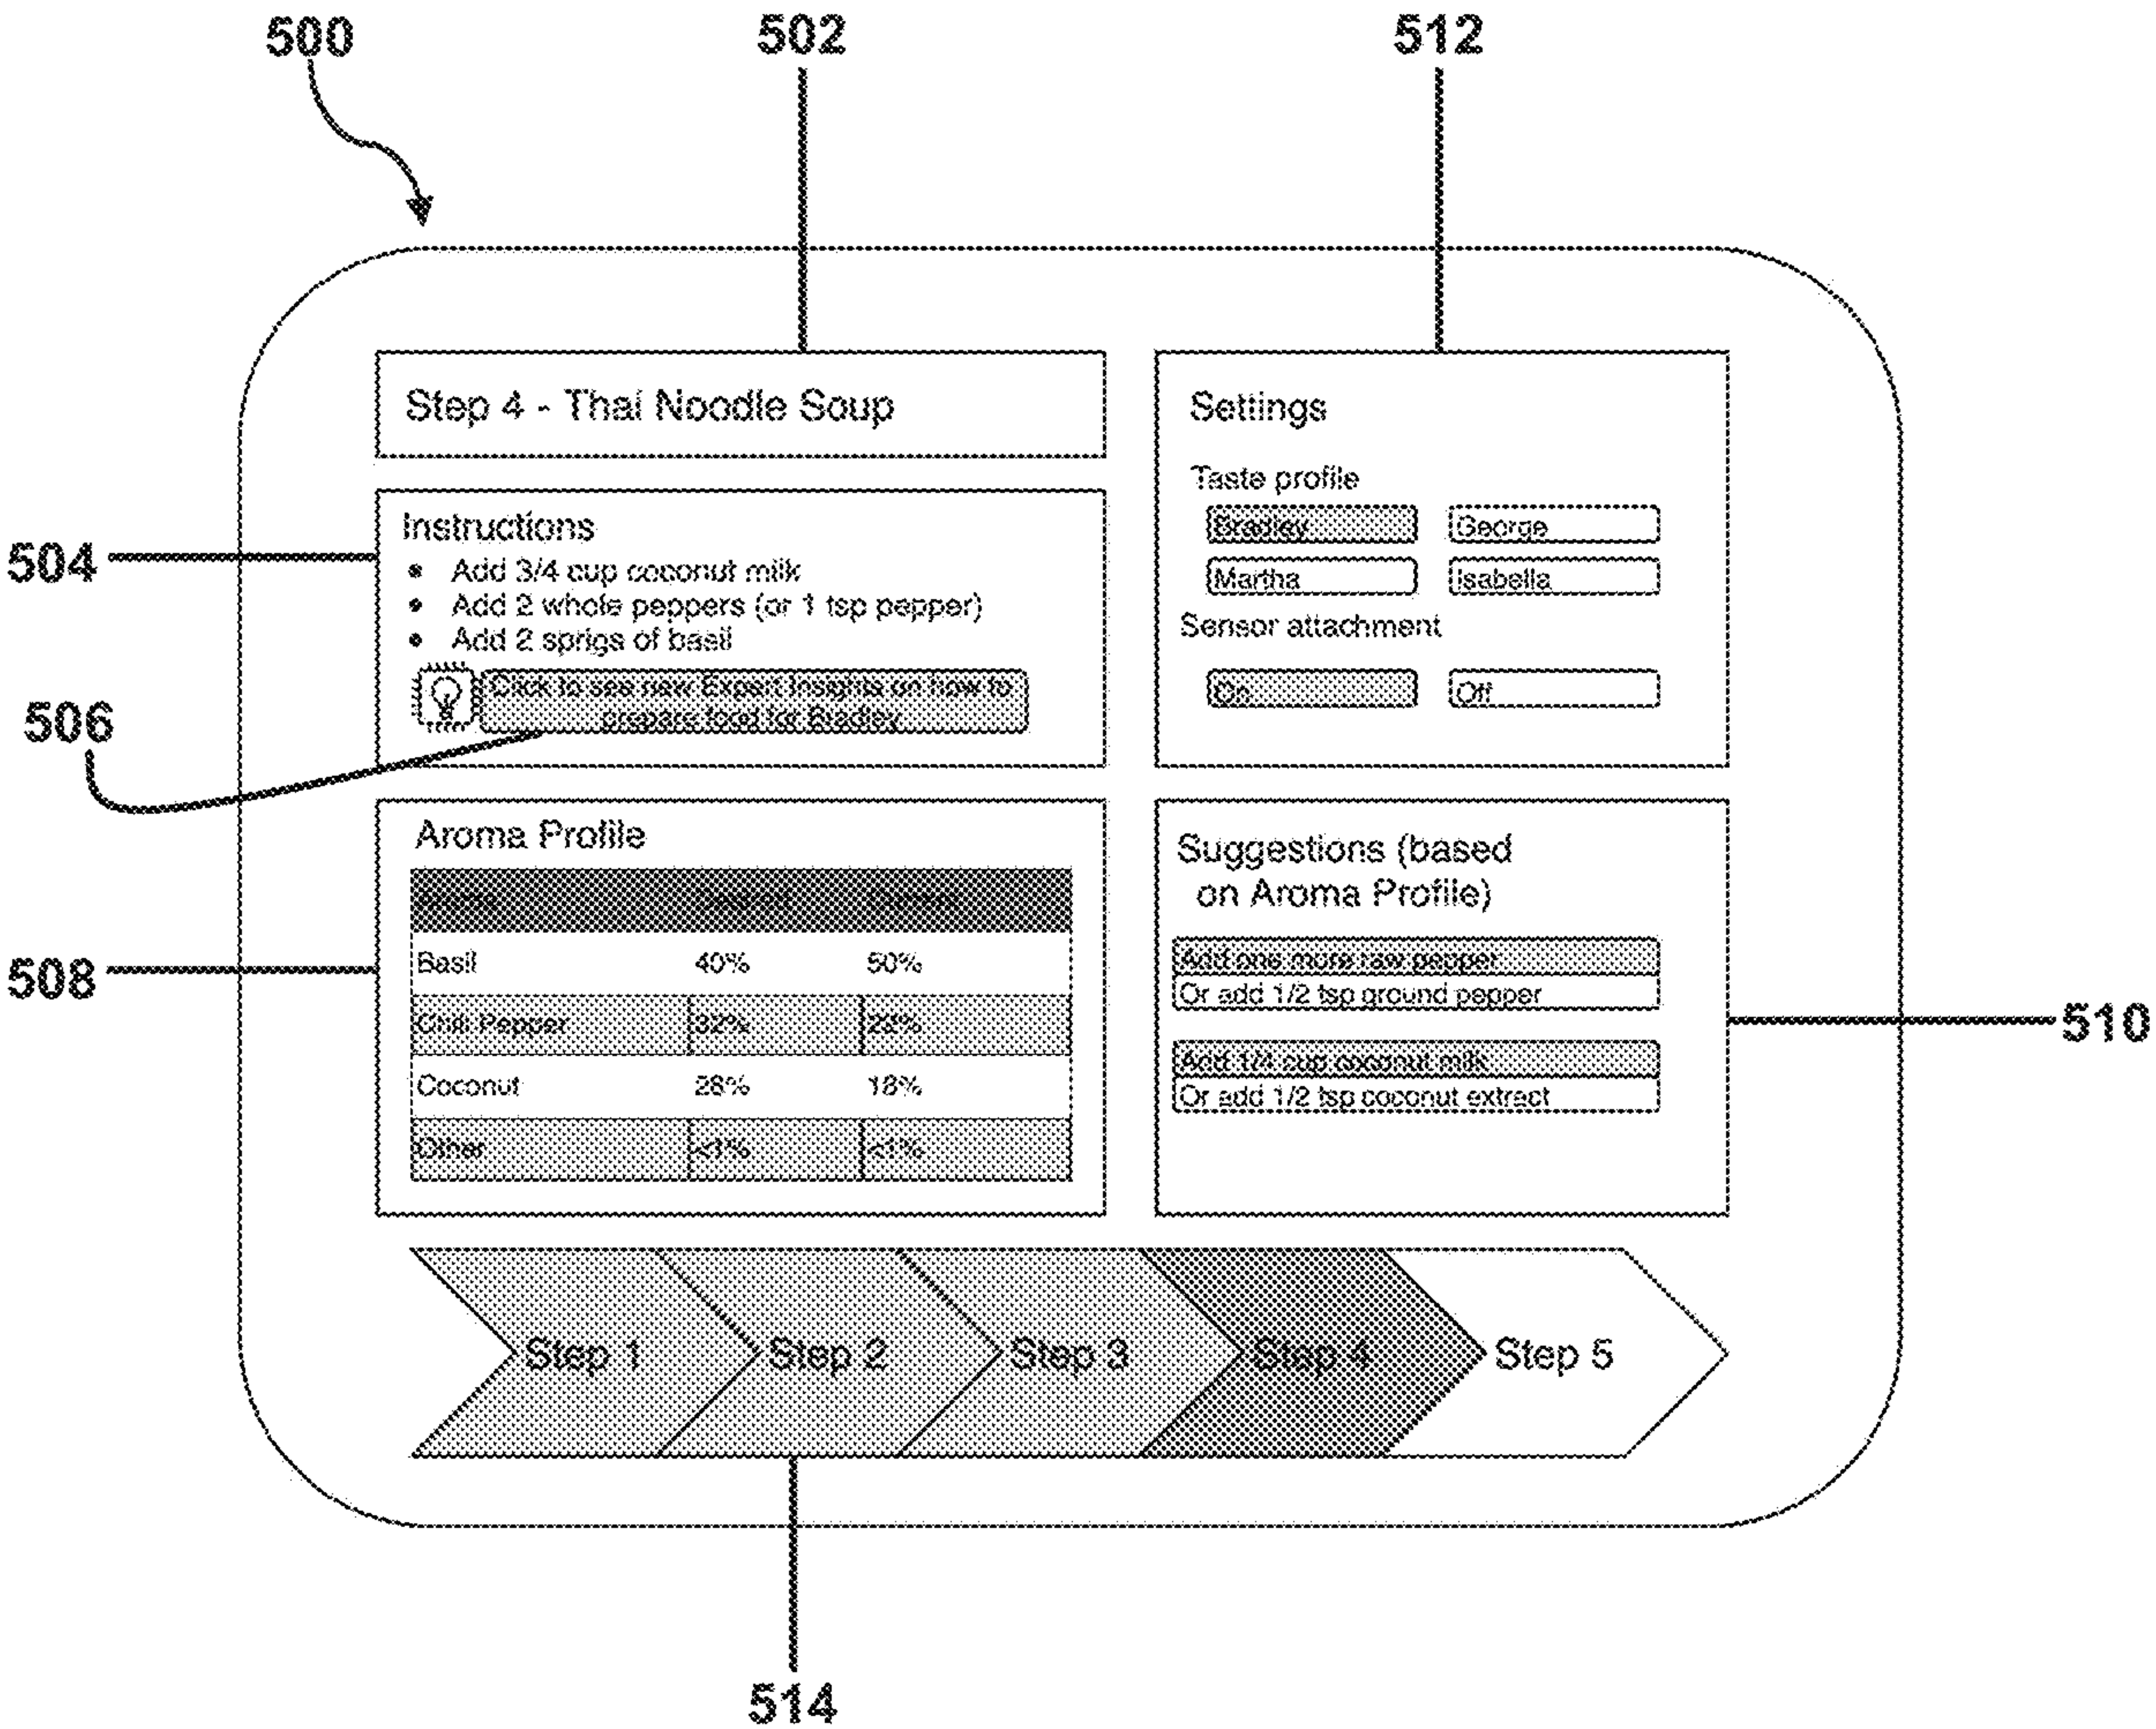 500
502
512
Step 4 - Thai Noodle Soup
Settings
Taste profile
Bradley
George
Martha
Isabella
Sensor attachment
On
Off
504
Instructions
• Add 3/4 cup coconut milk
• Add 2 whole peppers (or 1 tsp pepper)
• Add 2 sprigs of basil
Click to see new Expert Insights on how to
prepare food for Bradley
506
508
Aroma Profile
Aroma Desired Current
Basil 40% 50%
Chili Pepper 32% 22%
Coconut 28% 18%
Other <1% <1%
Suggestions (based
on Aroma Profile)
Add one more raw pepper
Or add 1/2 tsp ground pepper
Add 1/4 cup coconut milk
Or add 1/2 tsp coconut extract
510
Step 1
Step 2
Step 3
Step 4
Step 5
514